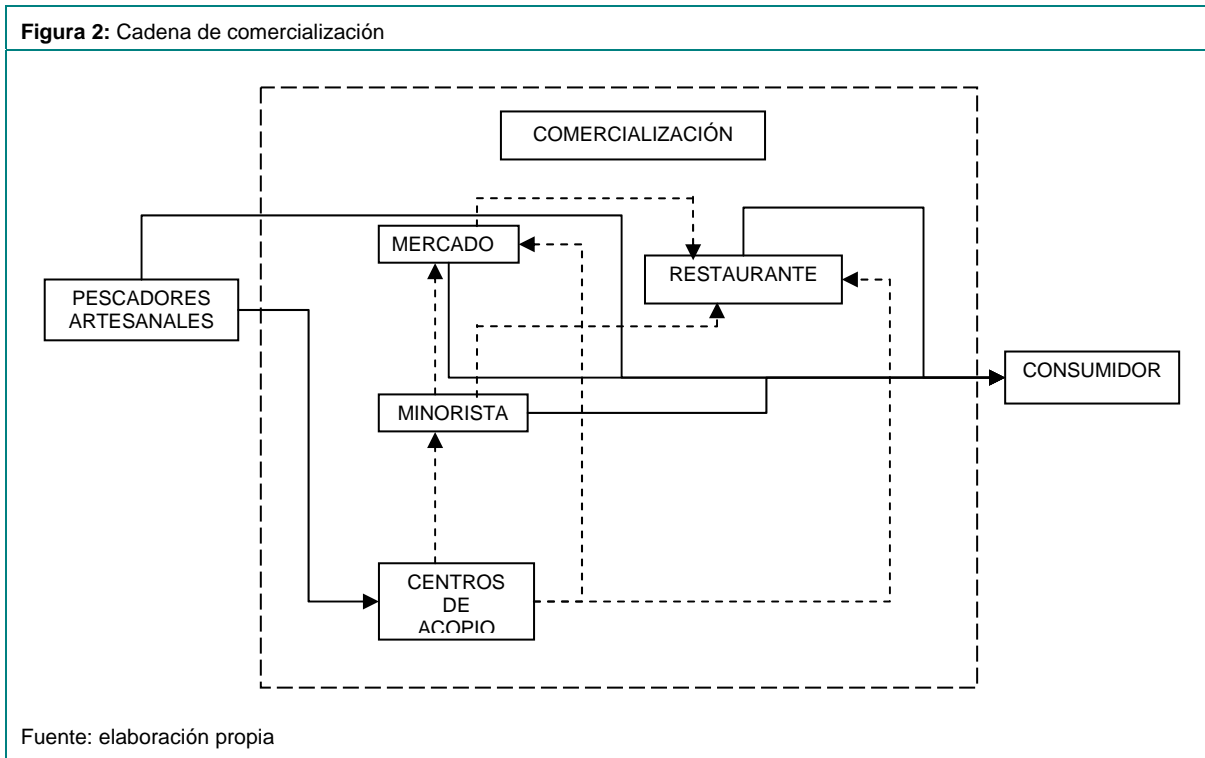 Figura 2: Cadena de comercialización
COMERCIALIZACIÓN
MERCADO
RESTAURANTE
PESCADORES
ARTESANALES
CONSUMIDOR
MINORISTA
CENTROS
DE
ACOPIO
Fuente: elaboración propia